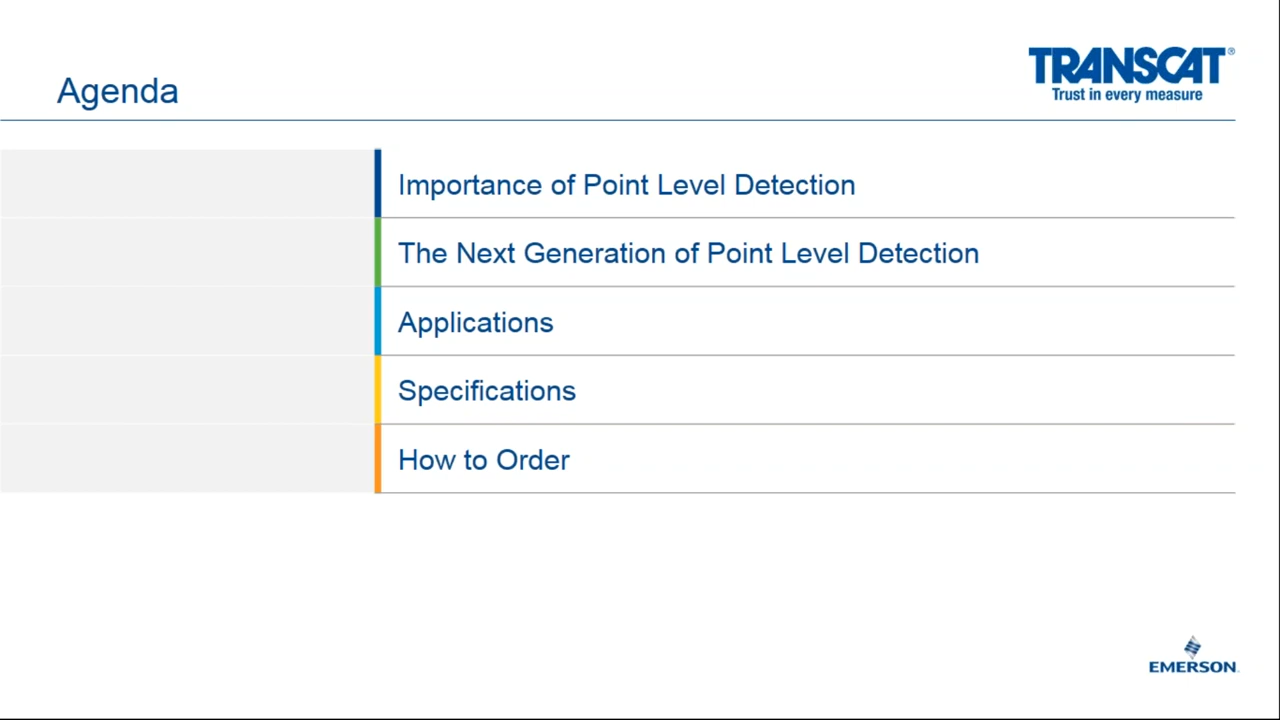 Agenda
TRANSCAT®
Trust in every measure
Importance of Point Level Detection
The Next Generation of Point Level Detection
Applications
Specifications
How to Order
EMERSON